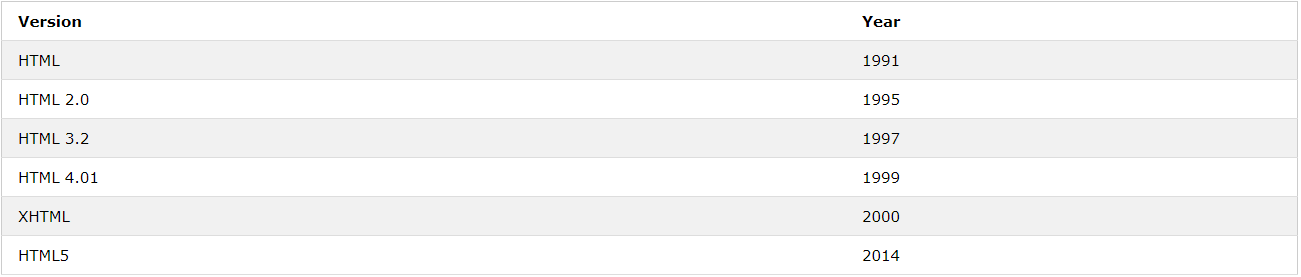 Version Year
HTML 1991
HTML 2.0 1995
HTML 3.2 1997
HTML 4.01 1999
XHTML 2000
HTML5 2014